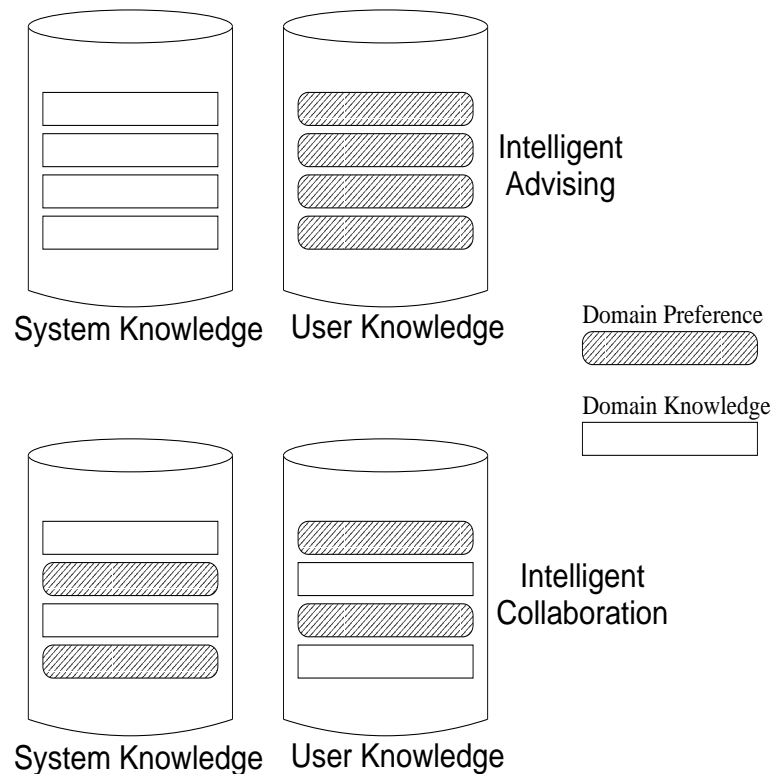 Intelligent
Advising
System Knowledge
User Knowledge
Domain Preference
Domain Knowledge
Intelligent
Collaboration
System Knowledge
User Knowledge